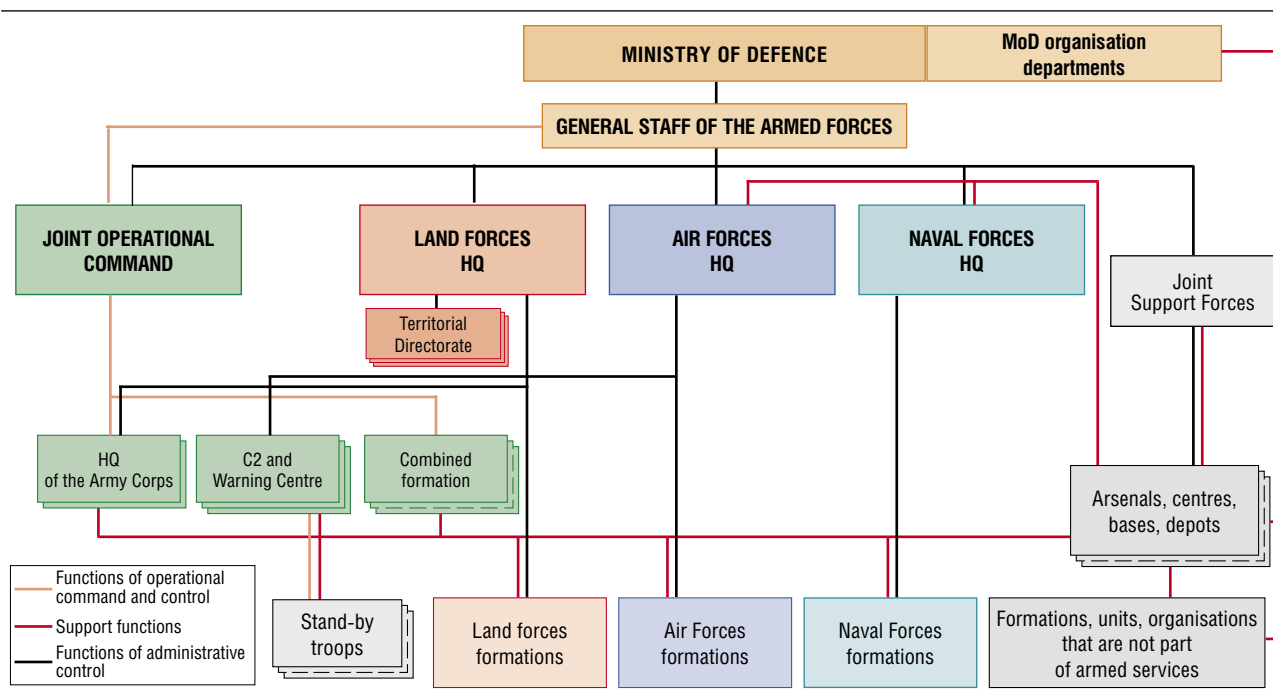 MINISTRY OF DEFENCE
MoD organisation
departments
GENERAL STAFF OF THE ARMED FORCES
JOINT OPERATIONAL
COMMAND
LAND FORCES
HQ
AIR FORCES
HQ
NAVAL FORCES
HQ
Joint
Support Forces
Territorial
Directorate
HQ
of the Army Corps
C2 and
Warning Centre
Combined
formation
Arsenals, centres,
bases, depots
Functions of operational
command and control
Support functions
Functions of administrative
control
Stand-by
troops
Land forces
formations
Air Forces
formations
Naval Forces
formations
Formations, units, organisations
that are not part
of armed services